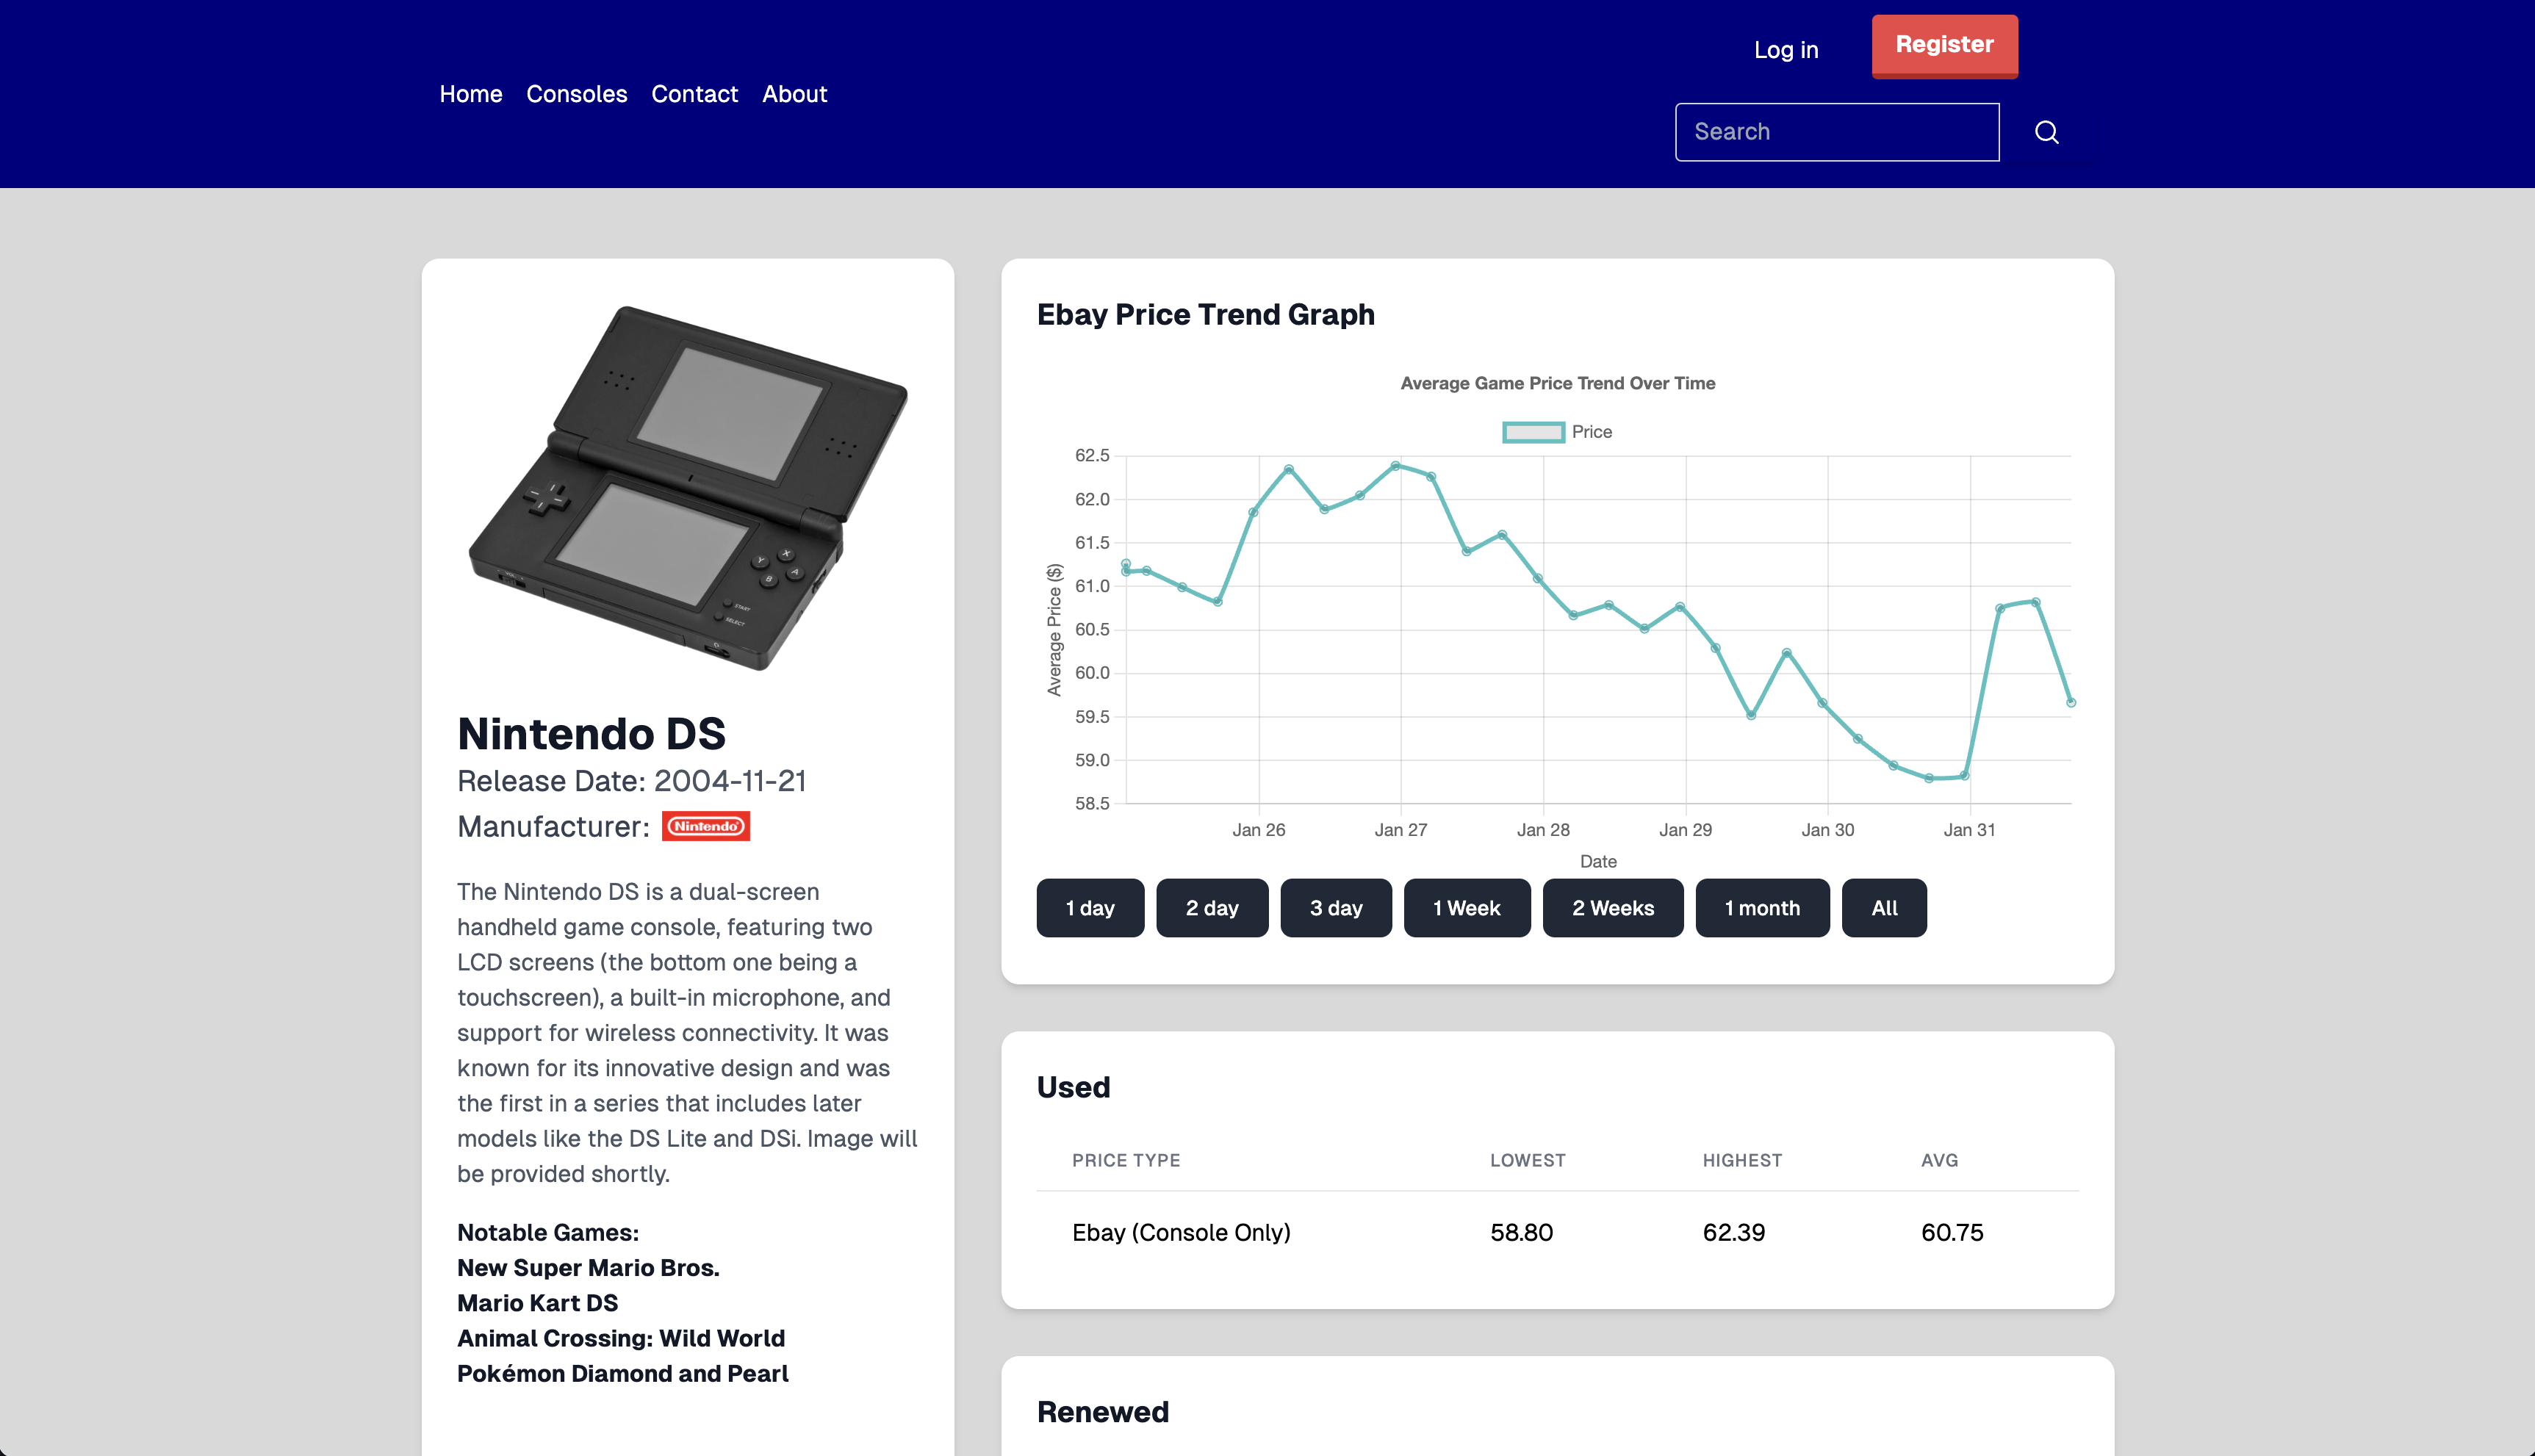 Log in
Register
Home
Consoles
Contact
About
Search
Nintendo DS
Release Date: 2004-11-21
Manufacturer: Nintendo
The Nintendo DS is a dual-screen
handheld game console, featuring two
LCD screens (the bottom one being a
touchscreen), a built-in microphone, and
support for wireless connectivity. It was
known for its innovative design and was
the first in a series that includes later
models like the DS Lite and DSi. Image will
be provided shortly.
Notable Games:
New Super Mario Bros.
Mario Kart DS
Animal Crossing: Wild World
Pokémon Diamond and Pearl
Y
X
B
A
START
SELECT
Ebay Price Trend Graph
Average Game Price Trend Over Time
Price
62.5
62.0
61.5
61.0
60.5
60.0
59.5
59.0
58.5
Average Price ($)
Jan 26
Jan 27
Jan 28
Jan 29
Jan 30
Jan 31
Date
1 day
2 day
3 day
1 Week
2 Weeks
1 month
All
Used
PRICE TYPE LOWEST HIGHEST AVG
Ebay (Console Only) 58.80 62.39 60.75
Renewed